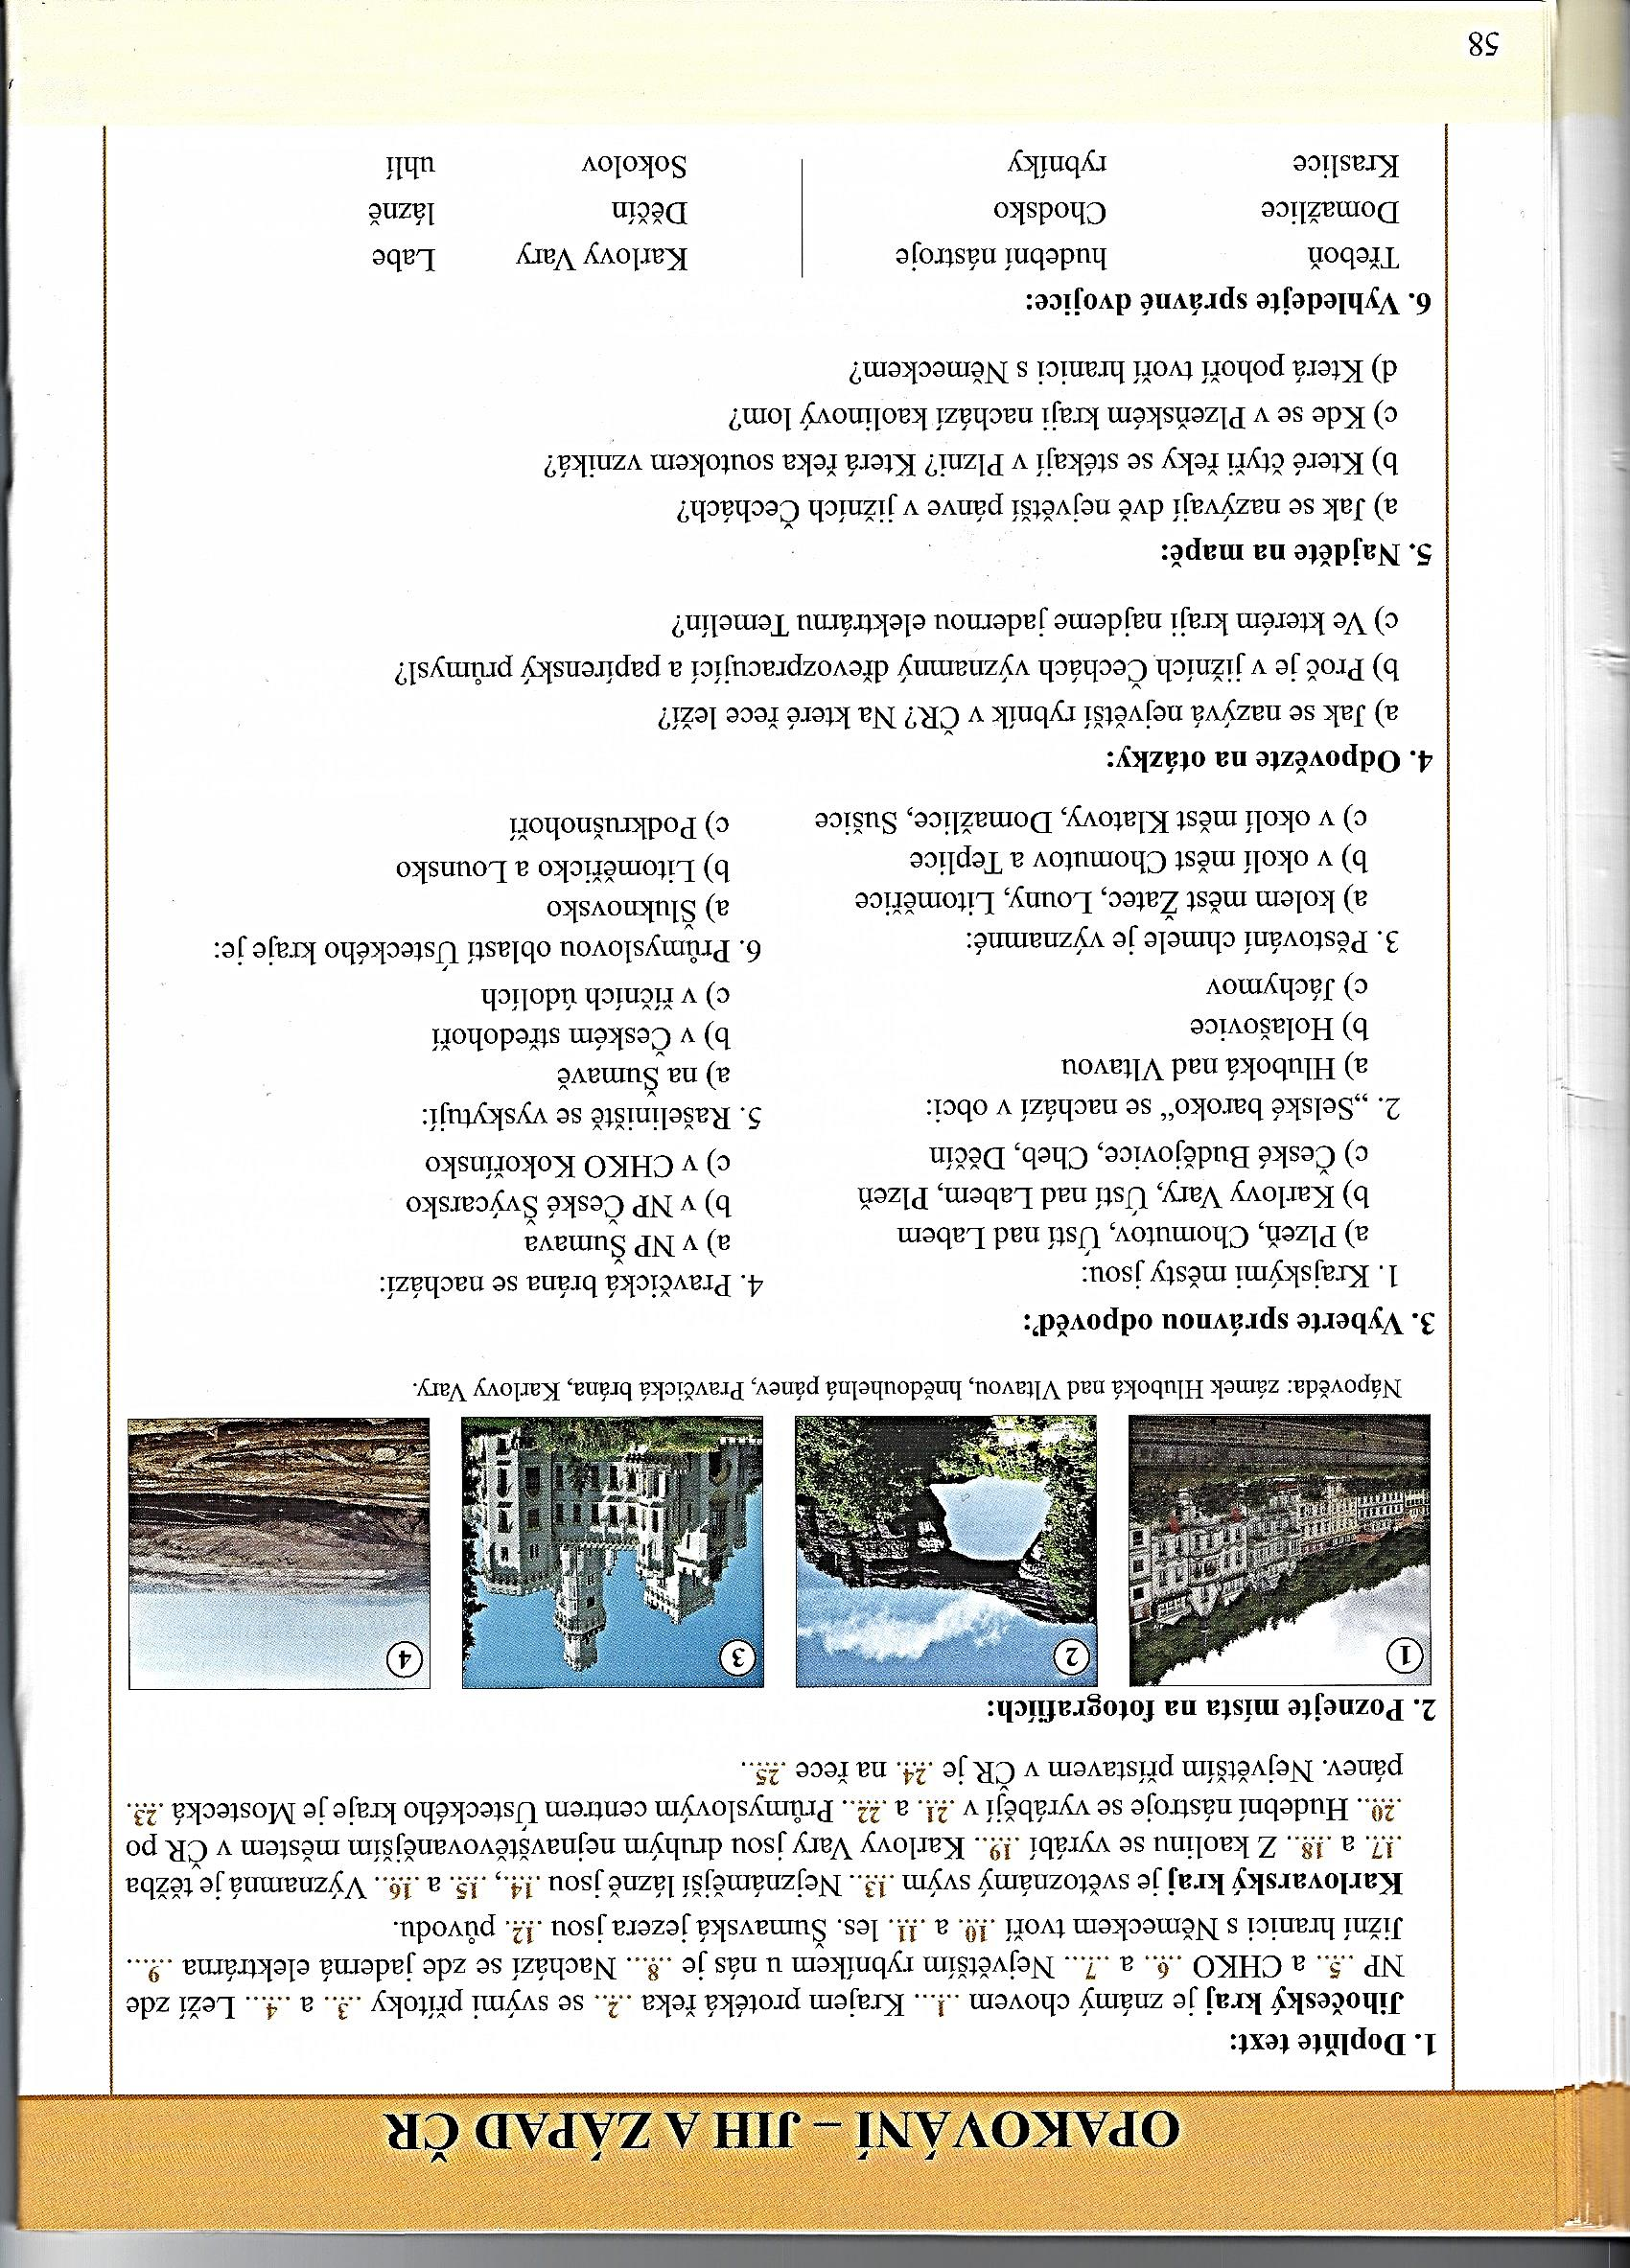 OPAKOVÁNÍ – JIH A ZÁPAD ČR
1. Doplňte text:
Jihočeský kraj je známý chovem ..1... Krajem protéká řeka ..2.. se svými přítoky ..3.. a ..4... Leží zde
NP ..5.. a CHKO ..6.. a ..7... Největším rybníkem u nás je ..8... Nachází se zde jaderná elektrárna ..9...
Jižní hranici s Německem tvoří .10. a .11. les. Šumavská jezera jsou .12. původu.
Karlovarský kraj je světoznámý svým .13.. Nejznámější lázně jsou .14., .15. a .16.. Významná je těžba
.17. a .18.. Z kaolinu se vyrábí .19.. Karlovy Vary jsou druhým nejnavštěvovanějším městem v ČR po
.20.. Hudební nástroje se vyrábějí v .21. a .22.. Průmyslovým centrem Ústeckého kraje je Mostecká .23.
pánev. Největším přístavem v ČR je .24. na řece .25..
2. Poznejte místa na fotografiích:
1
2
3
4
Nápověda: zámek Hluboká nad Vltavou, hnědouhelná pánev, Pravčická brána, Karlovy Vary.
3. Vyberte správnou odpověď:
1. Krajskými městy jsou:
a) Plzeň, Chomutov, Ústí nad Labem
b) Karlovy Vary, Ústí nad Labem, Plzeň
c) České Budějovice, Cheb, Děčín
2. „Selské baroko“ se nachází v obci:
a) Hluboká nad Vltavou
b) Holašovice
c) Jáchymov
3. Pěstování chmele je významné:
a) kolem měst Žatec, Louny, Litoměřice
b) v okolí měst Chomutov a Teplice
c) v okolí měst Klatovy, Domažlice, Sušice
4. Pravčická brána se nachází:
a) v NP Šumava
b) v NP České Švýcarsko
c) v CHKO Kokořínsko
5. Rašeliniště se vyskytují:
a) na Šumavě
b) v Českém středohoří
c) v říčních údolích
6. Průmyslovou oblastí Ústeckého kraje je:
a) Šluknovsko
b) Litoměřicko a Lounsko
c) Podkrušnohoří
4. Odpovězte na otázky:
a) Jak se nazývá největší rybník v ČR? Na které řece leží?
b) Proč je v jižních Čechách významný dřevozpracující a papírenský průmysl?
c) Ve kterém kraji najdeme jadernou elektrárnu Temelín?
5. Najděte na mapě:
a) Jak se nazývají dvě největší pánve v jižních Čechách?
b) Které čtyři řeky se stékají v Plzni? Která řeka soutokem vzniká?
c) Kde se v Plzeňském kraji nachází kaolinový lom?
d) Která pohoří tvoří hranici s Německem?
6. Vyhledejte správné dvojice:
Třeboň hudební nástroje Karlovy Vary Labe
Domažlice Chodsko Děčín lázně
Kraslice rybníky Sokolov uhlí
58